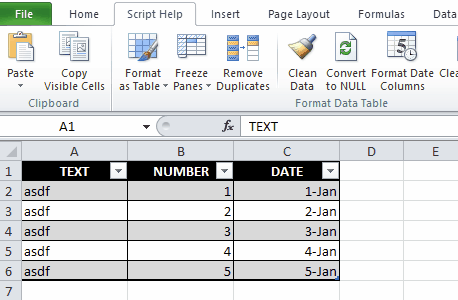 File Home Script Help Insert Page Layout Formulas Data
Paste Copy Visible Cells Format as Table Freeze Panes Remove Duplicates Clean Data Convert to NULL Format Date Columns
Clipboard Format Data Table
A1 fx TEXT
A B C D E
1 TEXT NUMBER DATE
2 asdf 1 1-Jan
3 asdf 2 2-Jan
4 asdf 3 3-Jan
5 asdf 4 4-Jan
6 asdf 5 5-Jan
7